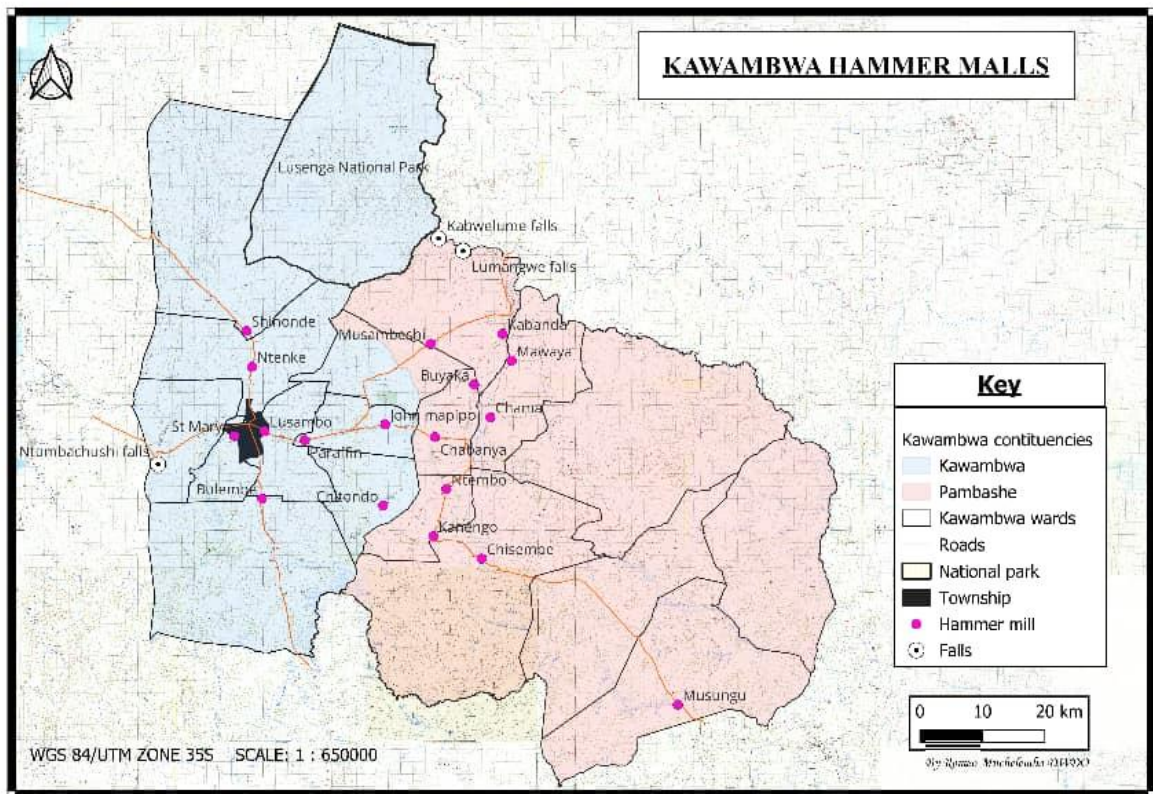 KAWAMBWA HAMMER MALLS
Lusenga National Park
Kabwelume falls
Lumangwe falls
Shinonde
Musambeshi
Kabanda
Ntenke
Mawaya
Buyaka
John mapipo
Chama
St Mary
Lusambo
Paraffin
Chabanya
Ntumbachushi falls
Bulembe
Chitondo
Ntembo
Kanengo
Chisembe
Musungu
Key
Kawambwa contituencies
Kawambwa
Pambashe
Kawambwa wards
Roads
National park
Township
Hammer mill
Falls
0 10 20 km
WGS 84/UTM ZONE 35S SCALE: 1 : 650000